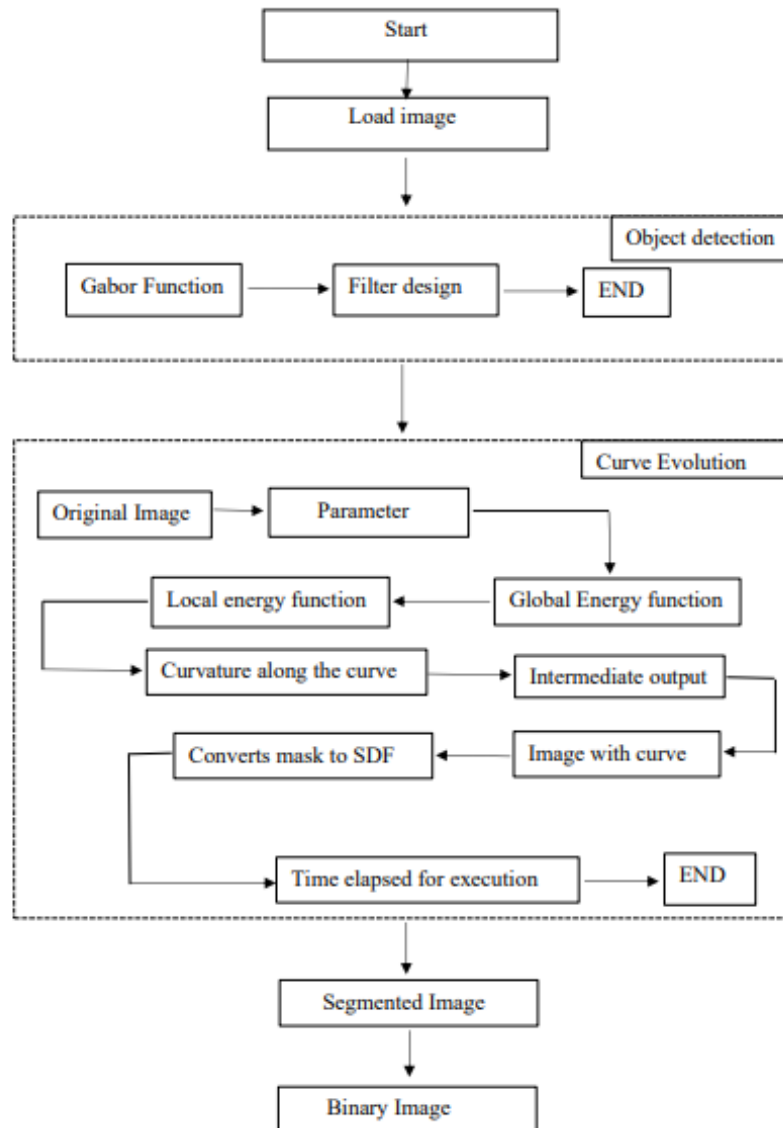 Start
Load image
Object detection
Gabor Function
Filter design
END
Curve Evolution
Original Image
Parameter
Global Energy function
Local energy function
Curvature along the curve
Intermediate output
Image with curve
Converts mask to SDF
Time elapsed for execution
END
Segmented Image
Binary Image